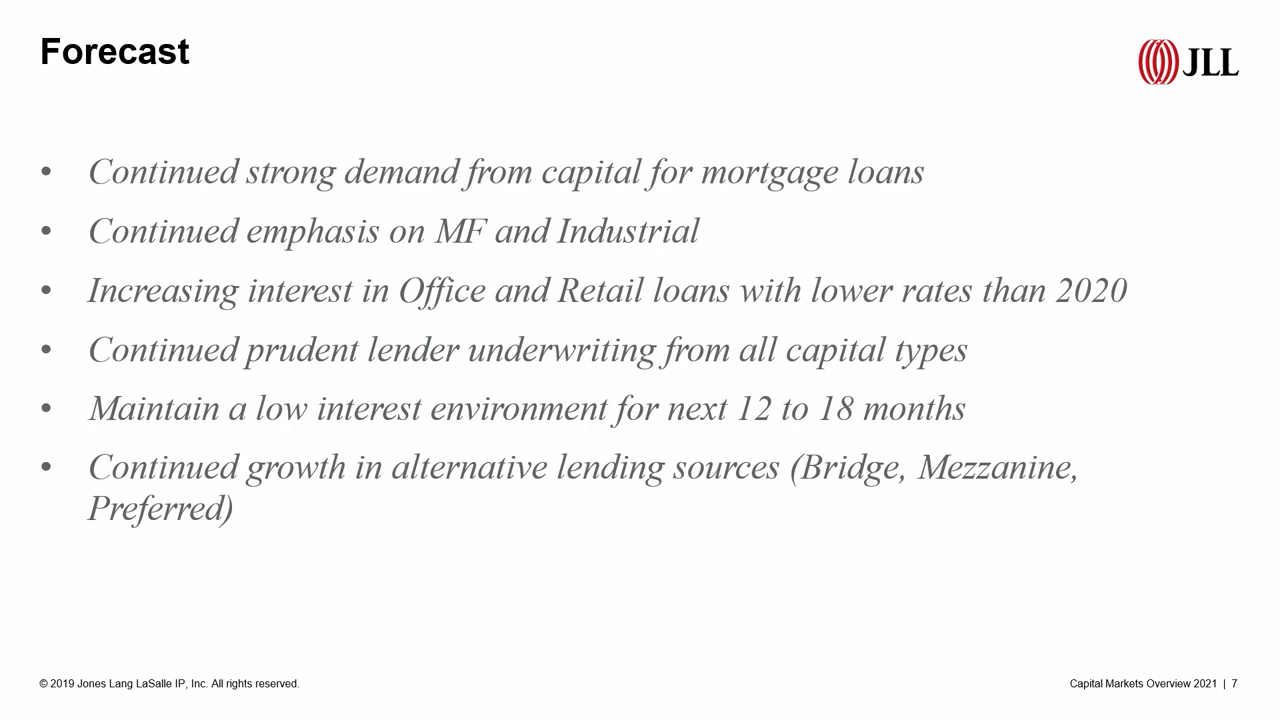 Forecast
JLL
• Continued strong demand from capital for mortgage loans
• Continued emphasis on MF and Industrial
• Increasing interest in Office and Retail loans with lower rates than 2020
• Continued prudent lender underwriting from all capital types
• Maintain a low interest environment for next 12 to 18 months
• Continued growth in alternative lending sources (Bridge, Mezzanine,
Preferred)
© 2019 Jones Lang LaSalle IP, Inc. All rights reserved.
Capital Markets Overview 2021 | 7